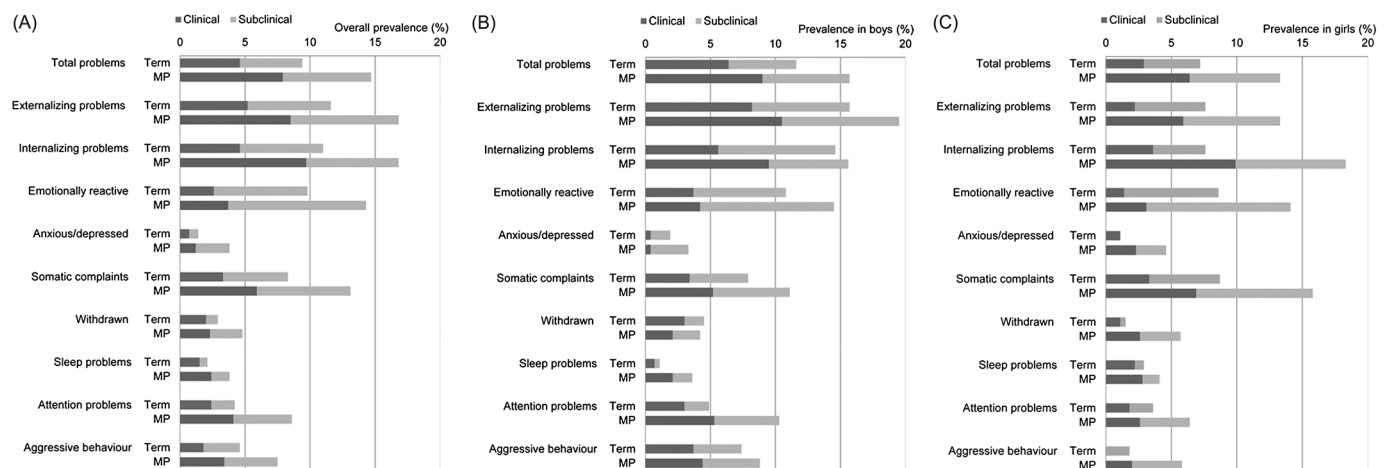 (A)
Clinical Subclinical
Overall prevalence (%)
0 5 10 15 20
Total problems Term
MP
Externalizing problems Term
MP
Internalizing problems Term
MP
Emotionally reactive Term
MP
Anxious/depressed Term
MP
Somatic complaints Term
MP
Withdrawn Term
MP
Sleep problems Term
MP
Attention problems Term
MP
Aggressive behaviour Term
MP
(B)
Clinical Subclinical
Prevalence in boys (%)
0 5 10 15 20
Total problems Term
MP
Externalizing problems Term
MP
Internalizing problems Term
MP
Emotionally reactive Term
MP
Anxious/depressed Term
MP
Somatic complaints Term
MP
Withdrawn Term
MP
Sleep problems Term
MP
Attention problems Term
MP
Aggressive behaviour Term
MP
(C)
Clinical Subclinical
Prevalence in girls (%)
0 5 10 15 20
Total problems Term
MP
Externalizing problems Term
MP
Internalizing problems Term
MP
Emotionally reactive Term
MP
Anxious/depressed Term
MP
Somatic complaints Term
MP
Withdrawn Term
MP
Sleep problems Term
MP
Attention problems Term
MP
Aggressive behaviour Term
MP